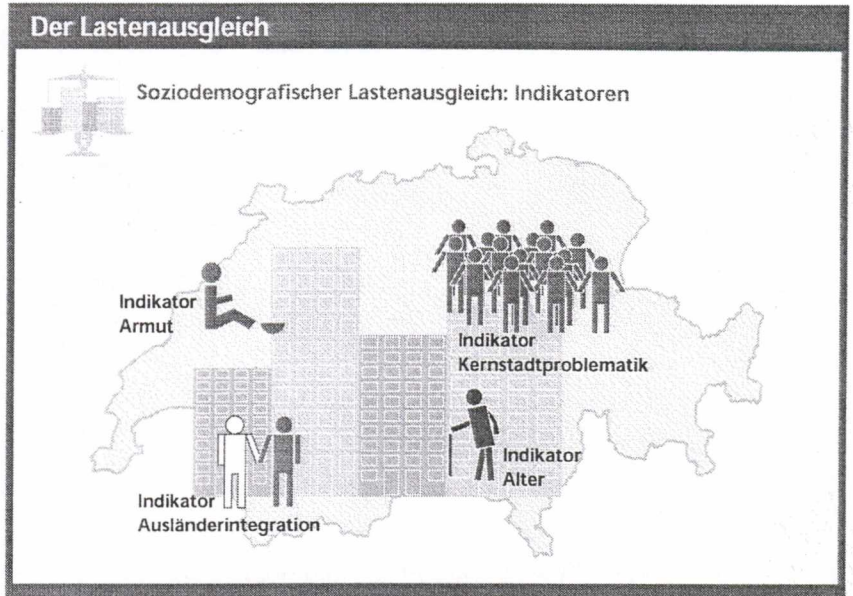 Der Lastenausgleich
Soziodemografischer Lastenausgleich: Indikatoren
Indikator
Armut
Indikator
Kernstadtproblematik
Indikator
Alter
Indikator
Ausländerintegration